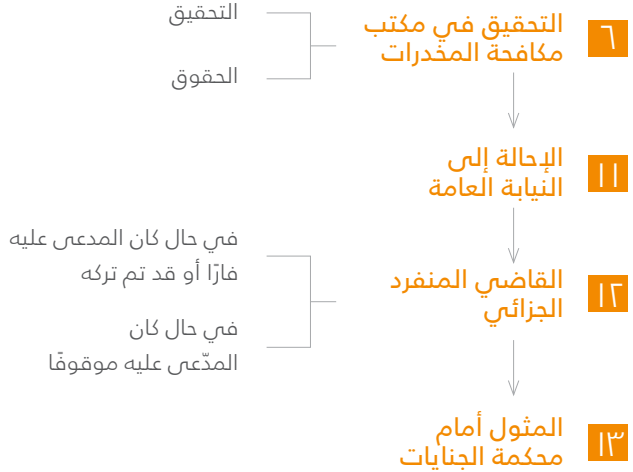 ٦
التحقيق في مكتب
مكافحة المخدرات
التحقيق
الحقوق
١١
الإحالة إلى
النيابة العامة
١٢
القاضي المنفرد
الجزائي
في حال كان المدعى عليه
فارًا أو قد تم تركه
في حال كان
المدّعى عليه موقوفًا
١٣
المثول أمام
محكمة الجنايات